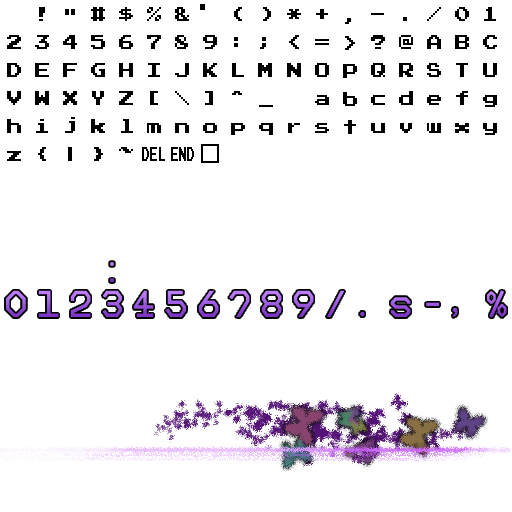 ! " # $ % & ' ( ) * + , - . / 0 1
2 3 4 5 6 7 8 9 : ; < = > ? @ A B C
D E F G H I J K L M N O P Q R S T U
V W X Y Z [ \ ] ^ _ a b c d e f g
h i j k l m n o p q r s t u v w x y
z { | } ~ DEL END □
:
0123456789/.s-, %